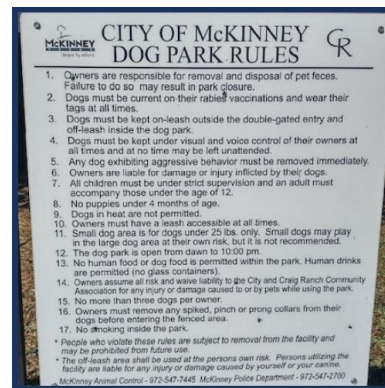 McKINNEY
CITY OF McKINNEY
DOG PARK RULES
CR
1. Owners are responsible for removal and disposal of pet feces.
Failure to do so may result in park closure.
2. Dogs must be current on their rabies vaccinations and wear their
tags at all times.
3. Dogs must be kept on-leash outside the double-gated entry and
off-leash inside the dog park.
4. Dogs must be kept under visual and voice control of their owners at
all times and at no time may be left unattended.
5. Any dog exhibiting aggressive behavior must be removed immediately.
6. Owners are liable for damage or injury inflicted by their dogs.
7. All children must be under strict supervision and an adult must
accompany those under the age of 12.
8. No puppies under 4 months of age.
9. Dogs in heat are not permitted.
10. Owners must have a leash accessible at all times.
11. Small dog area is for dogs under 25 lbs. only. Small dogs may play
in the large dog area at their own risk, but it is not recommended.
12. The dog park is open from dawn to 10:00 pm.
13. No human food or dog food is permitted within the park. Human drinks
are permitted (no glass containers).
14. Owners assume all risk and waive liability to the City and Craig Ranch Community
Association for any injury or damage caused to or by pets while using the park.
15. No more than three dogs per owner.
16. Owners must remove any spiked, pinch or prong collars from their
dogs before entering the fenced area.
17. No smoking inside the park.
* People who violate these rules are subject to removal from the facility and
may be prohibited from future use.
* The off-leash area shall be used at the persons own risk. Persons utilizing the
facility are liable for any injury or damage caused by yourself or your canine.
McKinney Animal Control - 972-547-7445 McKinney Police Department - 972-547-2700